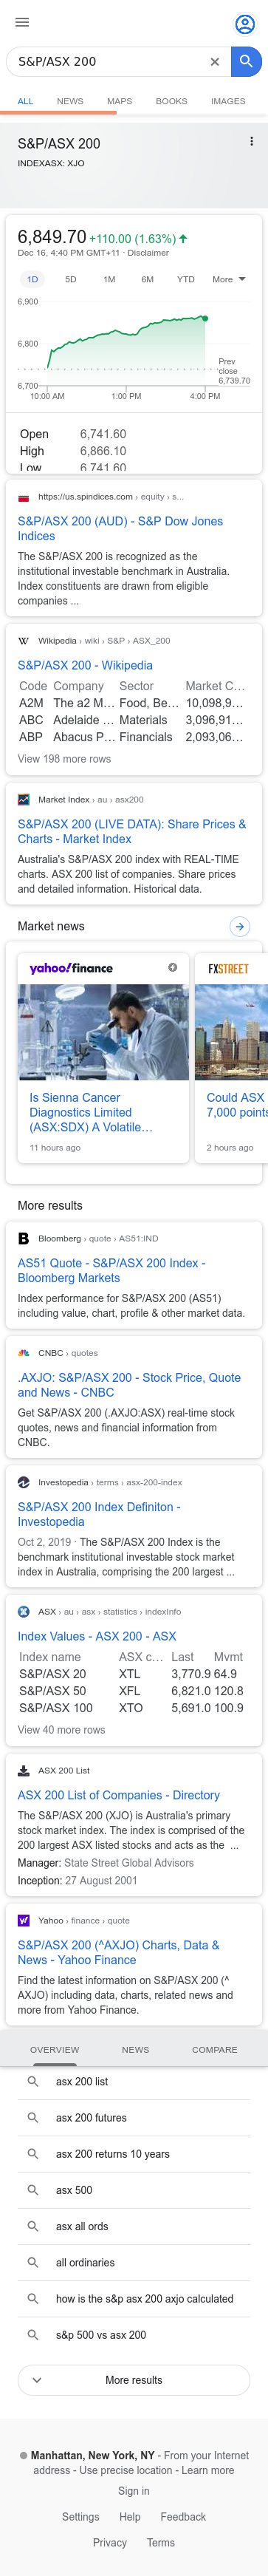 S&P/ASX 200
ALL NEWS MAPS BOOKS IMAGES
S&P/ASX 200
INDEXASX: XJO
6,849.70 +110.00 (1.63%)
Dec 16, 4:40 PM GMT+11 · Disclaimer
1D 5D 1M 6M YTD More
6,900
6,800
6,700
Prev
close
6,739.70
10:00 AM 1:00 PM 4:00 PM
Open 6,741.60
High 6,866.10
Low 6,741.60
https://us.spindices.com › equity › s...
S&P/ASX 200 (AUD) - S&P Dow Jones
Indices
The S&P/ASX 200 is recognized as the
institutional investable benchmark in Australia.
Index constituents are drawn from eligible
companies ...
W Wikipedia › wiki › S&P › ASX_200
S&P/ASX 200 - Wikipedia
Code Company Sector Market C...
A2M The a2 M... Food, Be... 10,098,9...
ABC Adelaide ... Materials 3,096,91...
ABP Abacus P... Financials 2,093,06...
View 198 more rows
Market Index › au › asx200
S&P/ASX 200 (LIVE DATA): Share Prices &
Charts - Market Index
Australia's S&P/ASX 200 index with REAL-TIME
charts. ASX 200 list of companies. Share prices
and detailed information. Historical data.
Market news
yahoo!finance
FXSTREET
Is Sienna Cancer
Diagnostics Limited
(ASX:SDX) A Volatile...
11 hours ago
Could ASX
7,000 points
2 hours ago
More results
B Bloomberg › quote › AS51:IND
AS51 Quote - S&P/ASX 200 Index -
Bloomberg Markets
Index performance for S&P/ASX 200 (AS51)
including value, chart, profile & other market data.
CNBC › quotes
.AXJO: S&P/ASX 200 - Stock Price, Quote
and News - CNBC
Get S&P/ASX 200 (.AXJO:ASX) real-time stock
quotes, news and financial information from
CNBC.
Investopedia › terms › asx-200-index
S&P/ASX 200 Index Definiton -
Investopedia
Oct 2, 2019 · The S&P/ASX 200 Index is the
benchmark institutional investable stock market
index in Australia, comprising the 200 largest ...
ASX › au › asx › statistics › indexInfo
Index Values - ASX 200 - ASX
Index name ASX c... Last Mvmt
S&P/ASX 20 XTL 3,770.9 64.9
S&P/ASX 50 XFL 6,821.0 120.8
S&P/ASX 100 XTO 5,691.0 100.9
View 40 more rows
ASX 200 List
ASX 200 List of Companies - Directory
The S&P/ASX 200 (XJO) is Australia's primary
stock market index. The index is comprised of the
200 largest ASX listed stocks and acts as the ...
Manager: State Street Global Advisors
Inception: 27 August 2001
Yahoo › finance › quote
S&P/ASX 200 (^AXJO) Charts, Data &
News - Yahoo Finance
Find the latest information on S&P/ASX 200 (^
AXJO) including data, charts, related news and
more from Yahoo Finance.
OVERVIEW NEWS COMPARE
asx 200 list
asx 200 futures
asx 200 returns 10 years
asx 500
asx all ords
all ordinaries
how is the s&p asx 200 axjo calculated
s&p 500 vs asx 200
More results
Manhattan, New York, NY - From your Internet
address - Use precise location - Learn more
Sign in
Settings Help Feedback
Privacy Terms